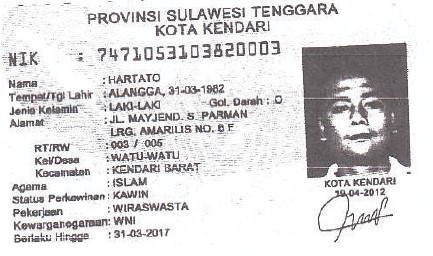 PROVINSI SULAWESI TENGGARA
KOTA KENDARI
NIK : 7471053103820003
Nama : HARTATO
Tempat/Tgl Lahir : ALANGGA, 31-03-1982
Jenis Kelamin : LAKI-LAKI Gol. Darah : O
Alamat : JL. MAYJEND. S. PARMAN
LRG. AMARILIS NO. 6 F
RT/RW : 003 / 005
Kel/Desa : WATU-WATU
Kecamatan : KENDARI BARAT
Agama : ISLAM
Status Perkawinan : KAWIN
Pekerjaan : WIRASWASTA
Kewarganegaraan : WNI
Berlaku Hingga : 31-03-2017
KOTA KENDARI
19-04-2012